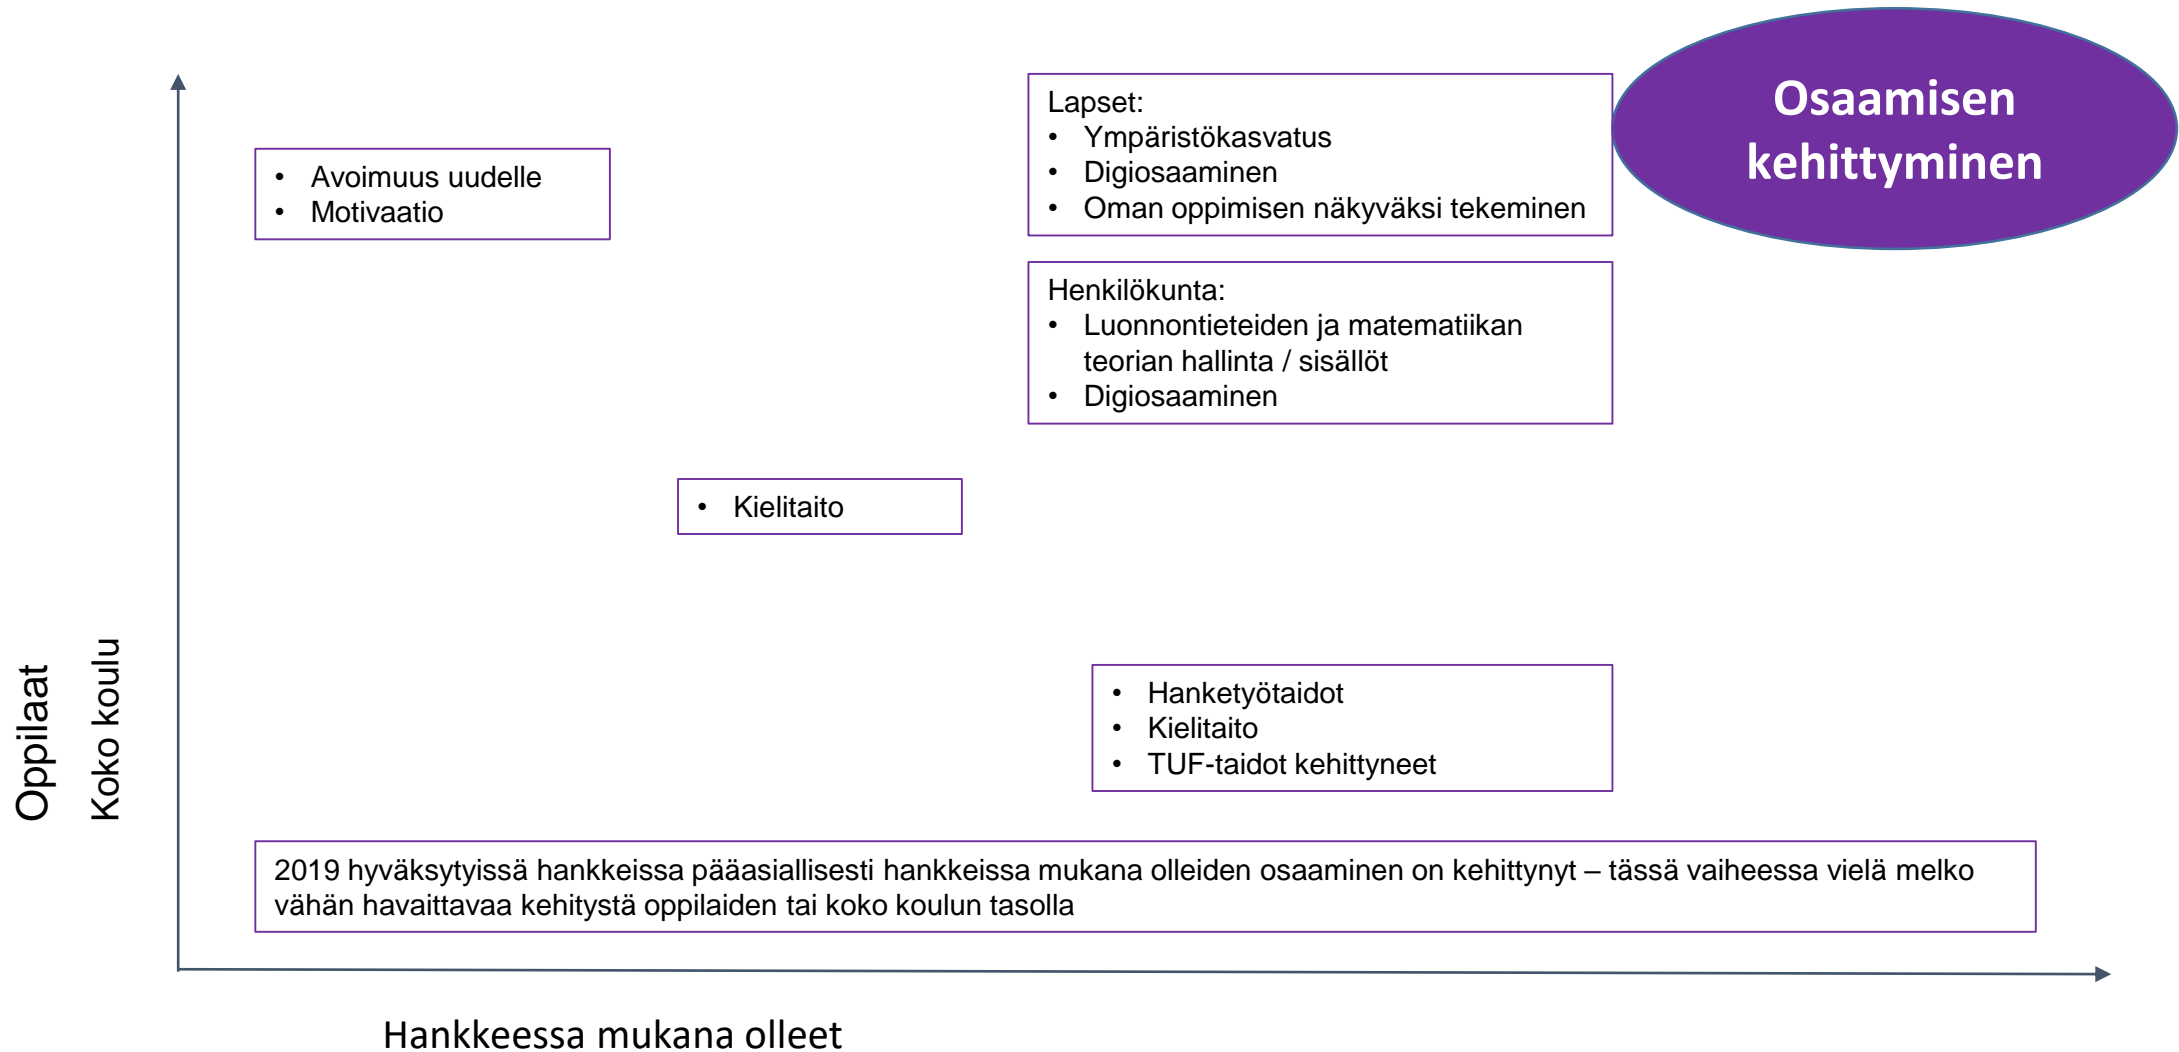 Osaamisen
kehittyminen
Lapset:
• Ympäristökasvatus
• Digiosaaminen
• Oman oppimisen näkyväksi tekeminen
• Avoimuus uudelle
• Motivaatio
Henkilökunta:
• Luonnontieteiden ja matematiikan
teorian hallinta / sisällöt
• Digiosaaminen
• Kielitaito
Oppilaat
Koko koulu
• Hanketyötaidot
• Kielitaito
• TUF-taidot kehittyneet
2019 hyväksytyissä hankkeissa pääasiallisesti hankkeissa mukana olleiden osaaminen on kehittynyt – tässä vaiheessa vielä melko
vähän havaittavaa kehitystä oppilaiden tai koko koulun tasolla
Hankkeessa mukana olleet